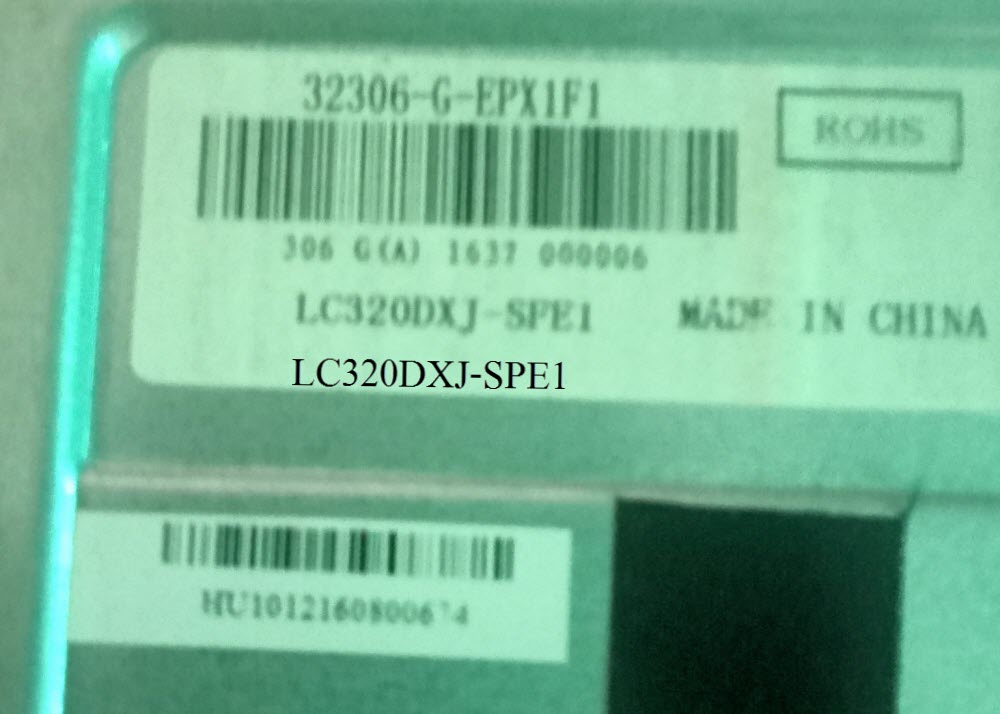 32306-G-EPX1F1
ROHS
306 G(A) 1637 000006
LC320DXJ-SPE1 MADE IN CHINA
LC320DXJ-SPE1